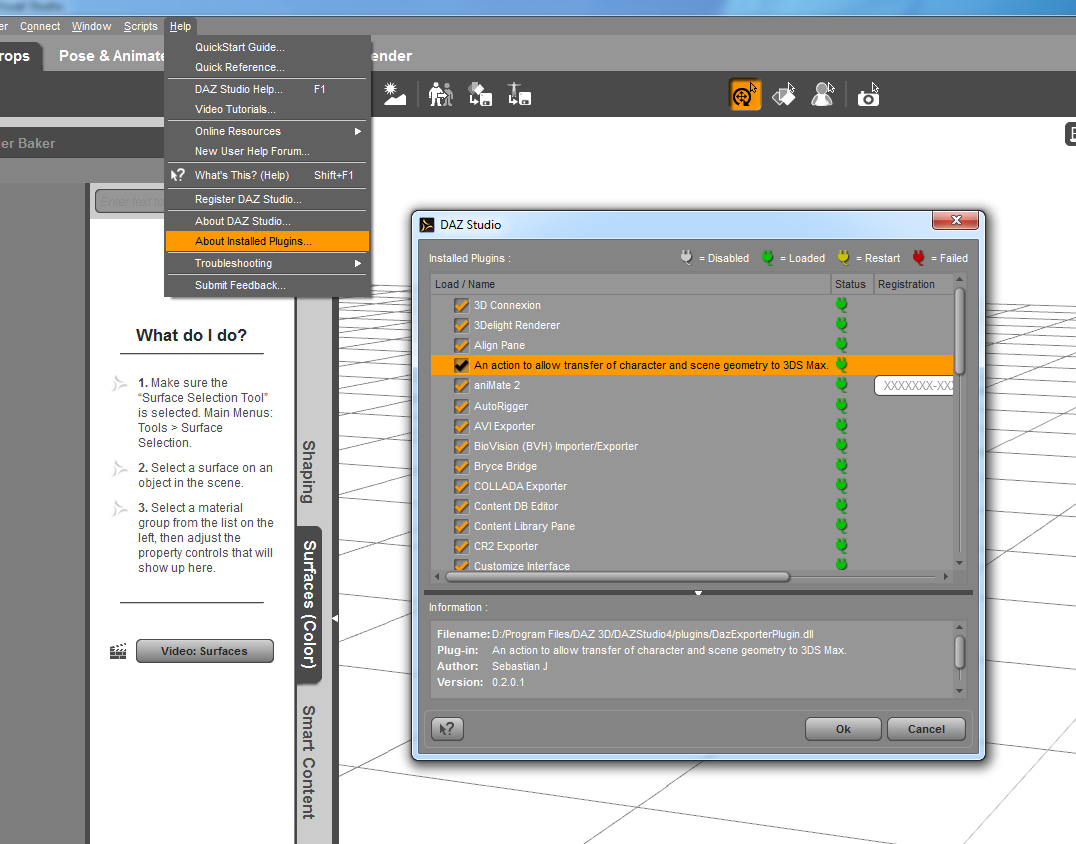 er Connect Window Scripts Help
rops Pose & Animate ender
QuickStart Guide...
Quick Reference...
DAZ Studio Help... F1
Video Tutorials...
Online Resources
New User Help Forum...
What's This? (Help) Shift+F1
Register DAZ Studio...
About DAZ Studio...
About Installed Plugins...
Troubleshooting
Submit Feedback...
er Baker
Enter text to
What do I do?
1. Make sure the
“Surface Selection Tool”
is selected. Main Menus:
Tools > Surface
Selection.
2. Select a surface on an
object in the scene.
3. Select a material
group from the list on the
left, then adjust the
property controls that will
show up here.
Video: Surfaces
Shaping
Surfaces (Color)
Smart Content
DAZ Studio
Installed Plugins :
= Disabled = Loaded = Restart = Failed
Load / Name Status Registration
3D Connexion
3Delight Renderer
Align Pane
An action to allow transfer of character and scene geometry to 3DS Max.
aniMate 2 XXXXXXX-XXX
AutoRigger
AVI Exporter
BioVision (BVH) Importer/Exporter
Bryce Bridge
COLLADA Exporter
Content DB Editor
Content Library Pane
CR2 Exporter
Customize Interface
Information :
Filename: D:/Program Files/DAZ 3D/DAZStudio4/plugins/DazExporterPlugin.dll
Plug-in: An action to allow transfer of character and scene geometry to 3DS Max.
Author: Sebastian J
Version: 0.2.0.1
Ok Cancel